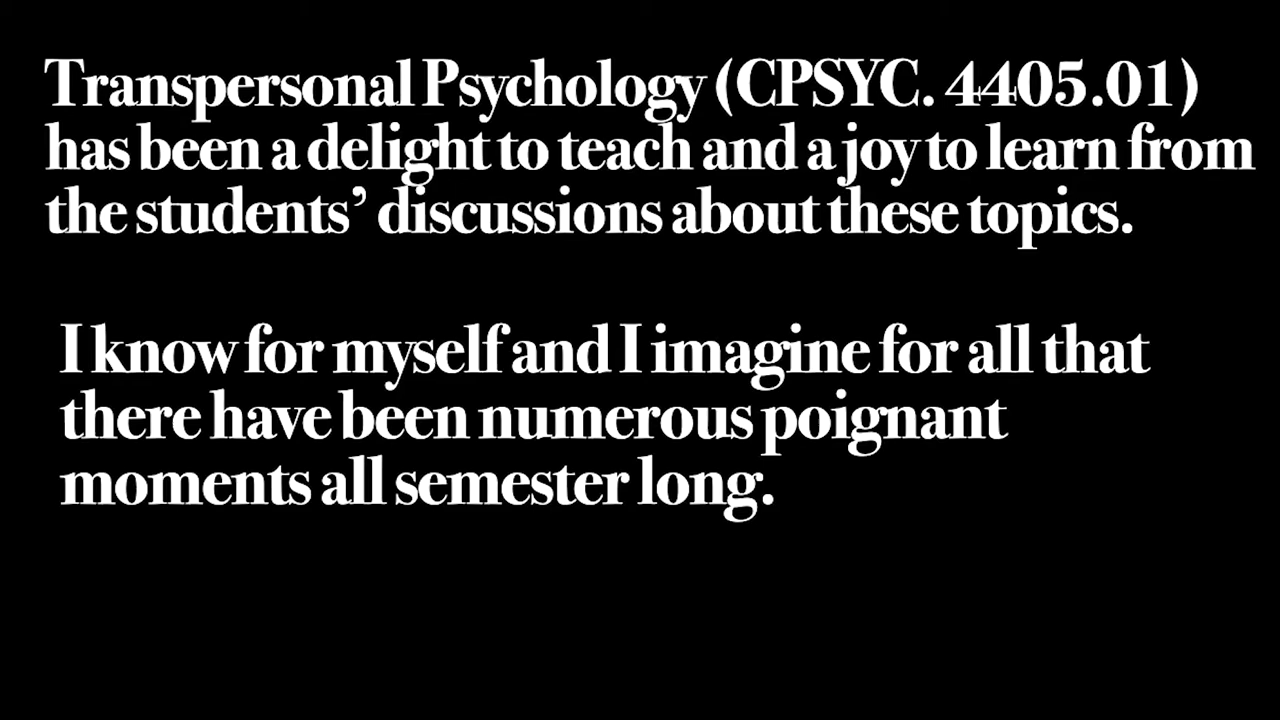 Transpersonal Psychology (CPSYC. 4405.01)
has been a delight to teach and a joy to learn from
the students’ discussions about these topics.
I know for myself and I imagine for all that
there have been numerous poignant
moments all semester long.